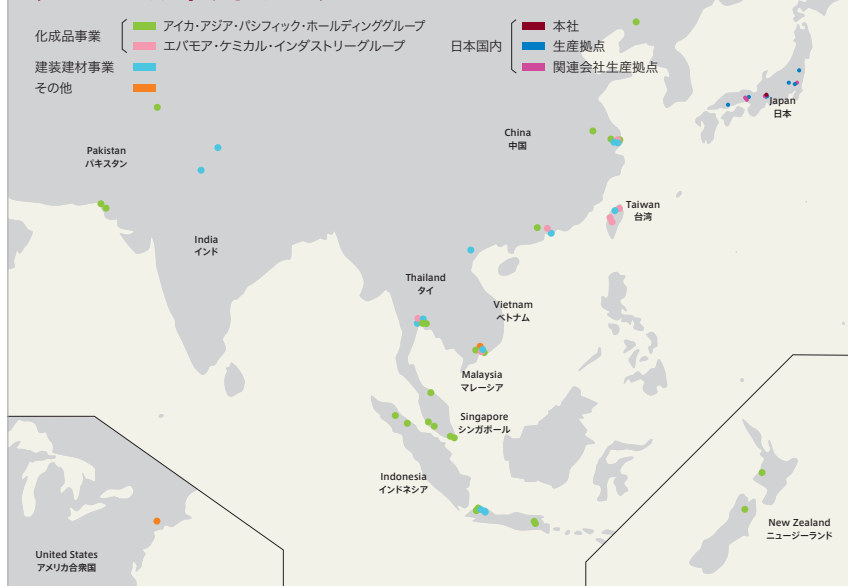 化成品事業
アイカ・アジア・パシフィック・ホールディンググループ
エバモア・ケミカル・インダストリーグループ
建装建材事業
その他
日本国内
本社
生産拠点
関連会社生産拠点
Japan
日本
China
中国
Pakistan
パキスタン
Taiwan
台湾
India
インド
Thailand
タイ
Vietnam
ベトナム
Malaysia
マレーシア
Singapore
シンガポール
Indonesia
インドネシア
New Zealand
ニュージーランド
United States
アメリカ合衆国